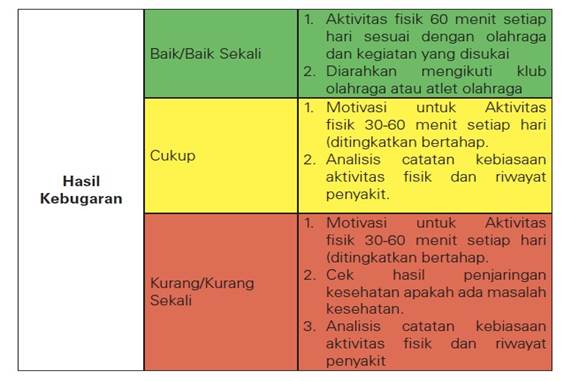 Hasil
Kebugaran
Baik/Baik Sekali
1. Aktivitas fisik 60 menit setiap
hari sesuai dengan olahraga
dan kegiatan yang disukai
2. Diarahkan mengikuti klub
olahraga atau atlet olahraga
Cukup
1. Motivasi untuk Aktivitas
fisik 30-60 menit setiap hari
(ditingkatkan bertahap.
2. Analisis catatan kebiasaan
aktivitas fisik dan riwayat
penyakit.
Kurang/Kurang
Sekali
1. Motivasi untuk Aktivitas
fisik 30-60 menit setiap hari
(ditingkatkan bertahap.
2. Cek hasil penjaringan
kesehatan apakah ada masalah
kesehatan.
3. Analisis catatan kebiasaan
aktivitas fisik dan riwayat
penyakit